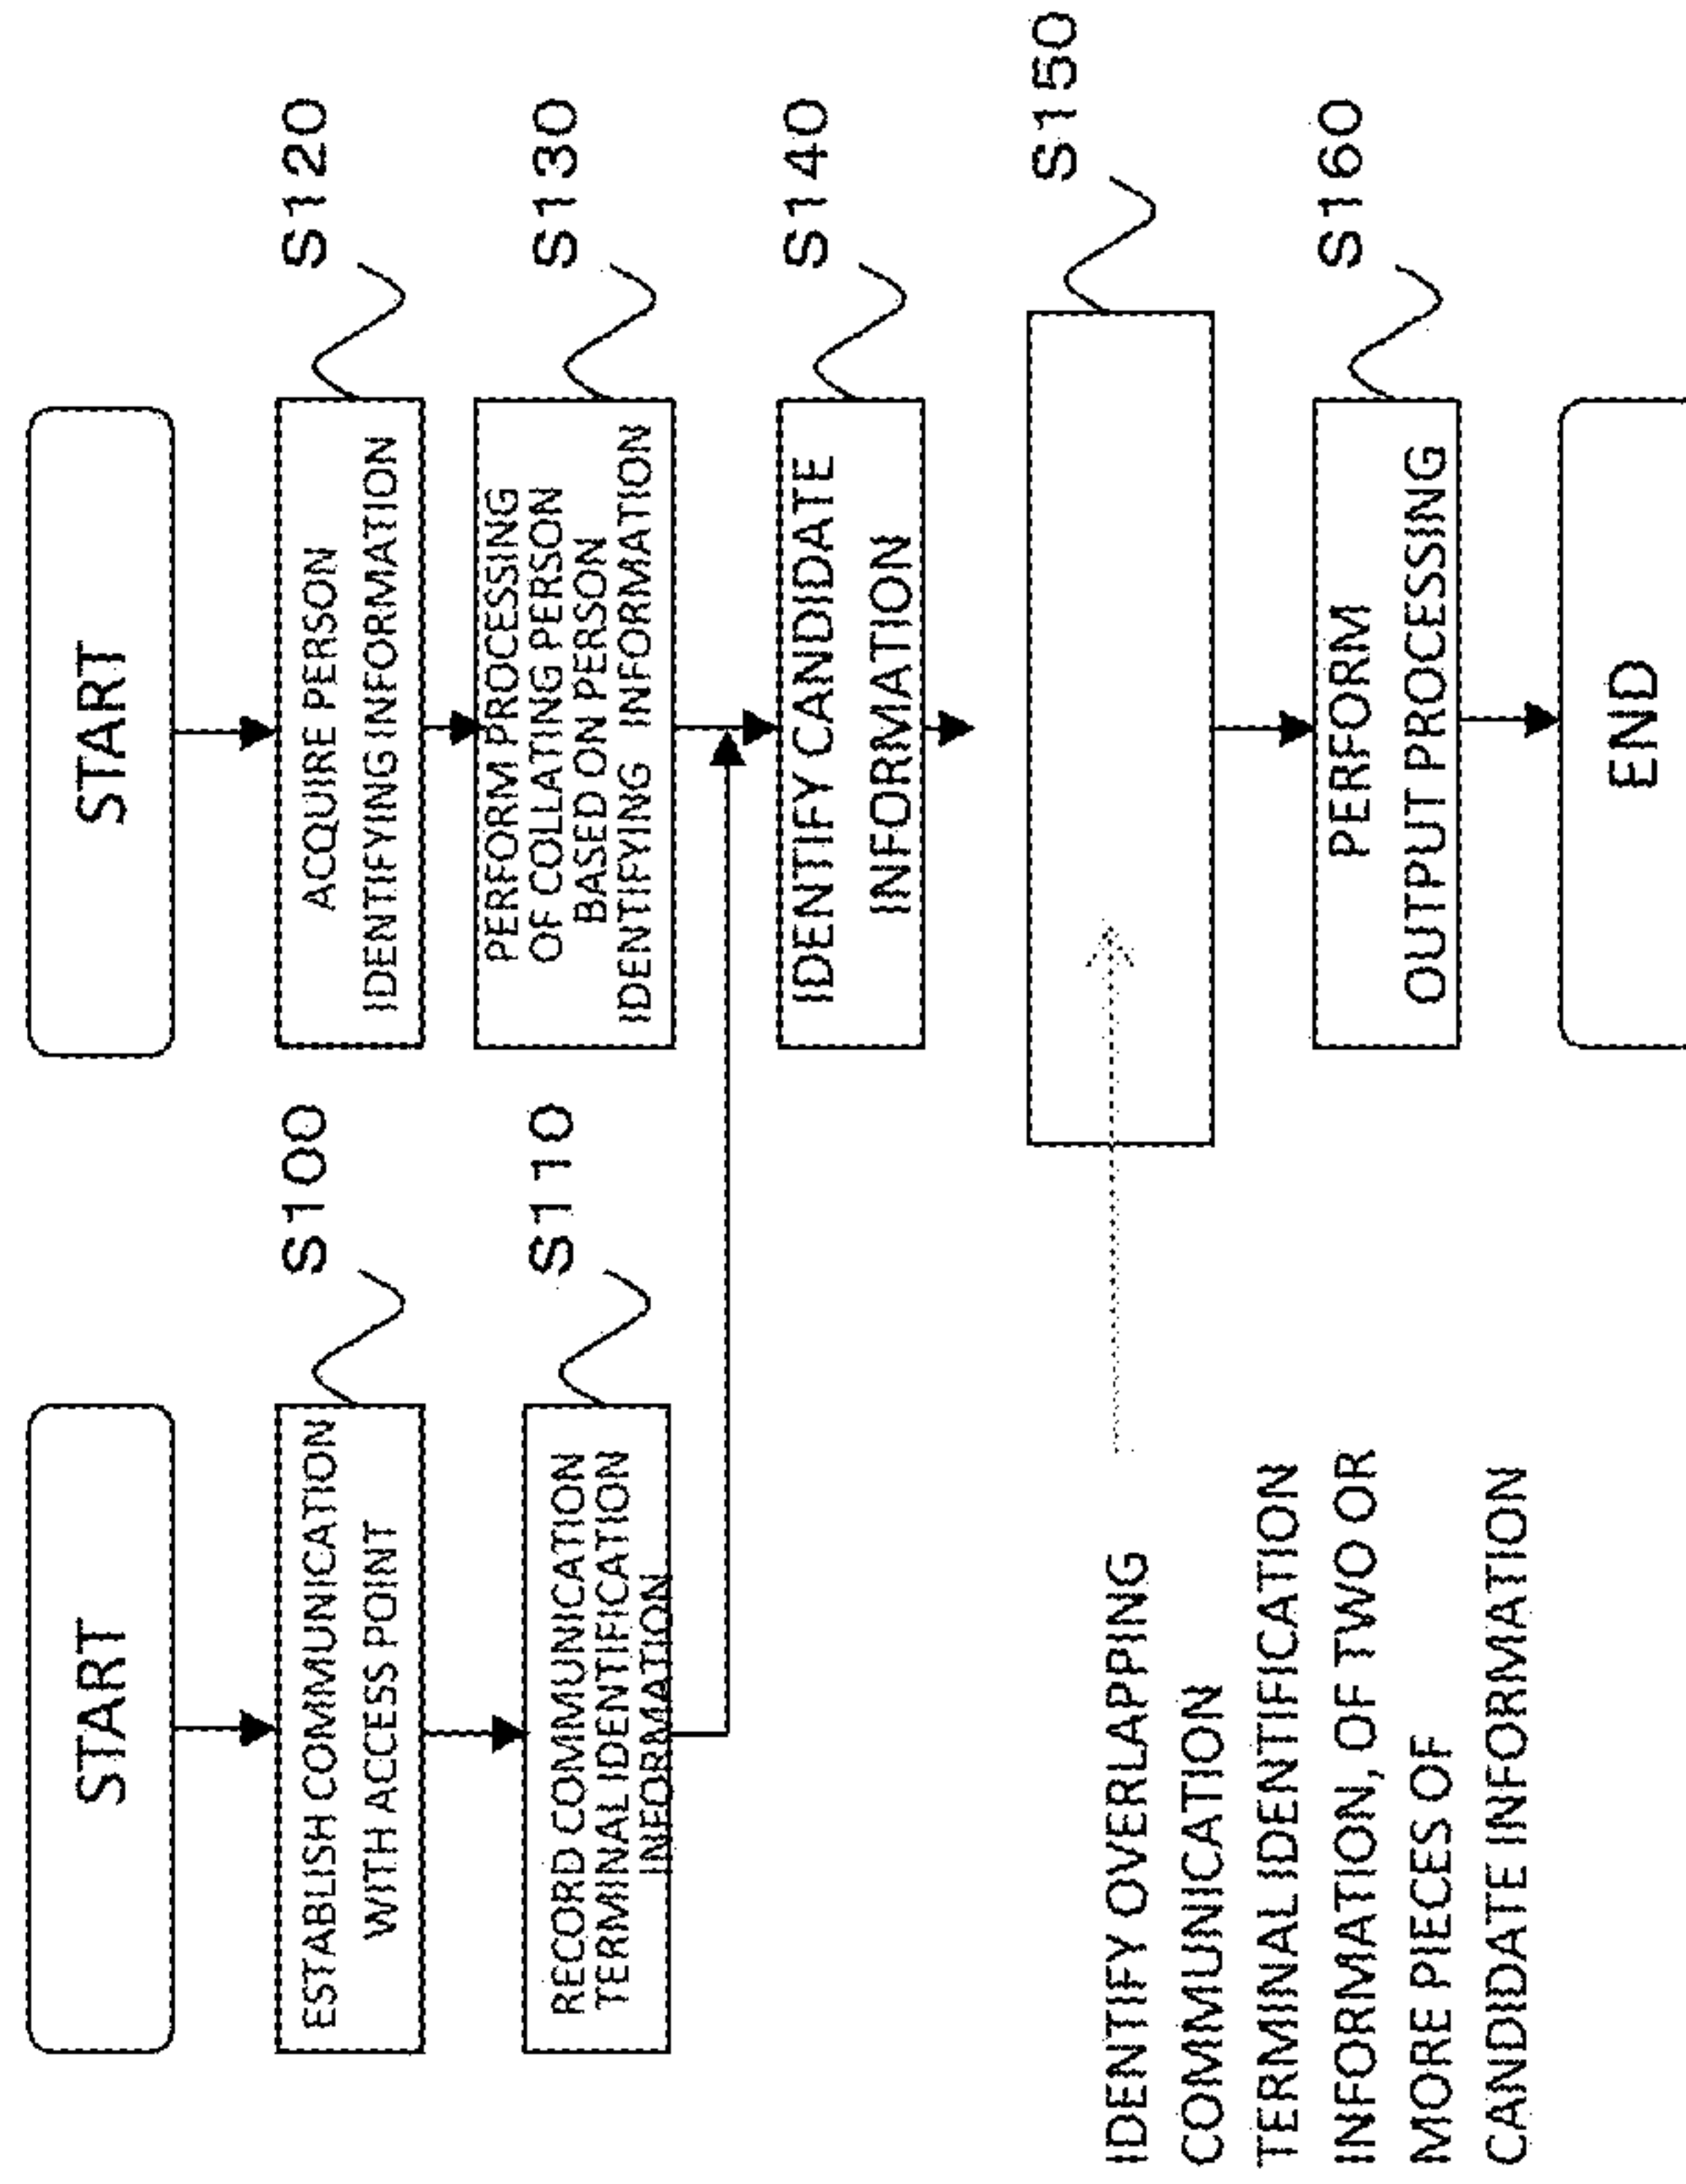 START
S100
ESTABLISH COMMUNICATION
WITH ACCESS POINT
S110
RECORD COMMUNICATION
TERMINAL IDENTIFICATION
INFORMATION
START
S120
ACQUIRE PERSON
IDENTIFYING INFORMATION
S130
PERFORM PROCESSING
OF COLLATING PERSON
BASED ON PERSON
IDENTIFYING INFORMATION
S140
IDENTIFY CANDIDATE
INFORMATION
S150
IDENTIFY OVERLAPPING
COMMUNICATION
TERMINAL IDENTIFICATION
INFORMATION, OF TWO OR
MORE PIECES OF
CANDIDATE INFORMATION
S160
PERFORM
OUTPUT PROCESSING
END